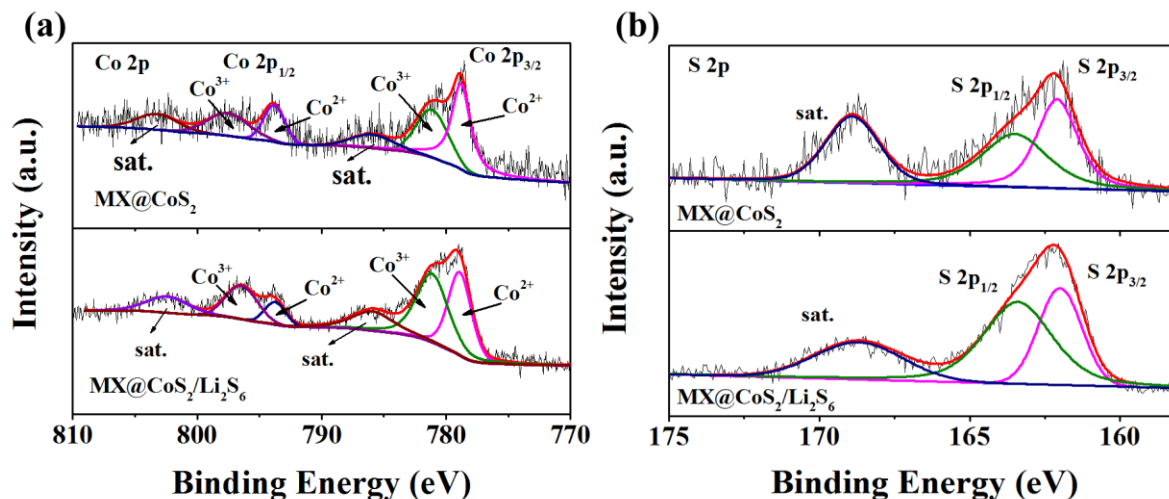 (a)
Co 2p
Co 2p₁/₂
Co 2p₃/₂
Co³⁺
Co²⁺
Co³⁺
Co²⁺
sat.
sat.
MX@CoS₂
Co³⁺
Co²⁺
Co³⁺
Co²⁺
sat.
sat.
MX@CoS₂/Li₂S₆
810 800 790 780 770
Binding Energy (eV)
Intensity (a.u.)
(b)
S 2p
S 2p₃/₂
S 2p₁/₂
sat.
MX@CoS₂
S 2p₁/₂
S 2p₃/₂
sat.
MX@CoS₂/Li₂S₆
175 170 165 160
Binding Energy (eV)
Intensity (a.u.)